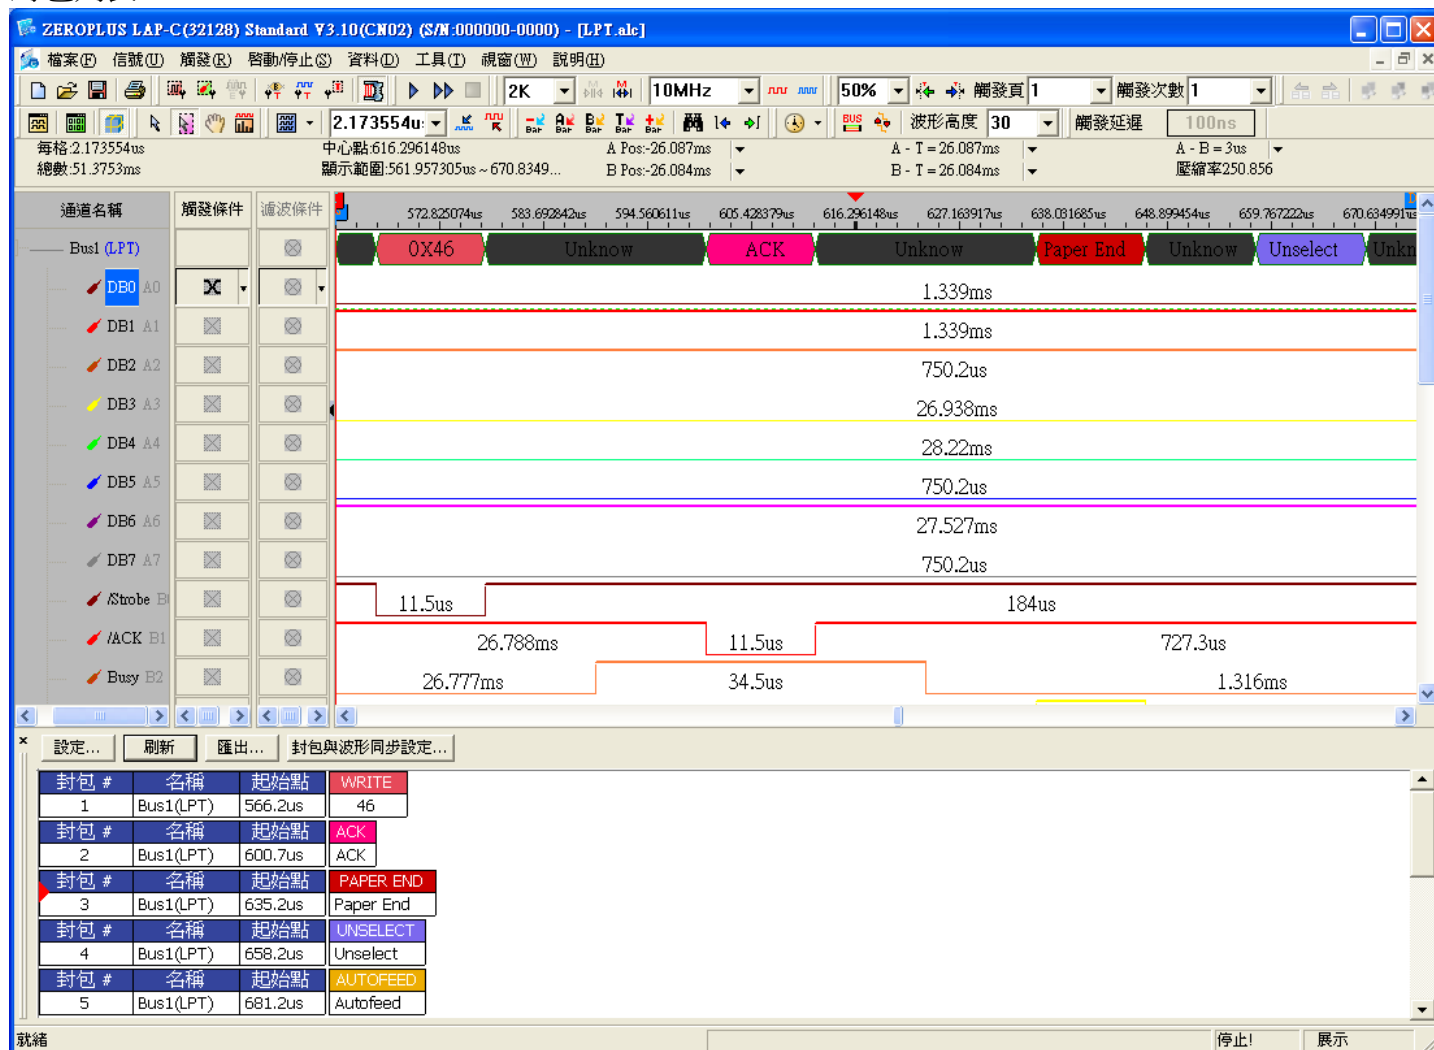 ZEROPLUS LAP-C(32128) Standard V3.10(CN02) (S/N:000000-0000) - [LPT.alc]
檔案(F) 信號(U) 觸發(R) 啓動/停止(S) 資料(D) 工具(T) 視窗(W) 說明(H)
2K 10MHz 50% 觸發頁 1 觸發次數 1
2.173554u: Bar Bar Bar Bar Bar BUS 波形高度 30 觸發延遲 100ns
每格:2.173554us 中心點:616.296148us A Pos:-26.087ms A - T = 26.087ms A - B = 3us
總數:51.3753ms 顯示範圍:561.957305us ~ 670.8349... B Pos:-26.084ms B - T = 26.084ms 壓縮率250.856
通道名稱 觸發條件 濾波條件 572.825074us 583.692842us 594.560611us 605.428379us 616.296148us 627.163917us 638.031685us 648.899454us 659.767222us 670.634991us
Bus1 (LPT) 0X46 Unknow ACK Unknow Paper End Unknow Unselect Unkn
DB0 A0 1.339ms
DB1 A1 1.339ms
DB2 A2 750.2us
DB3 A3 26.938ms
DB4 A4 28.22ms
DB5 A5 750.2us
DB6 A6 27.527ms
DB7 A7 750.2us
/Strobe B 11.5us 184us
/ACK B1 26.788ms 11.5us 727.3us
Busy B2 26.777ms 34.5us 1.316ms
設定... 刷新 匯出... 封包與波形同步設定...
封包 # 名稱 起始點 WRITE
1 Bus1(LPT) 566.2us 46
封包 # 名稱 起始點 ACK
2 Bus1(LPT) 600.7us ACK
封包 # 名稱 起始點 PAPER END
3 Bus1(LPT) 635.2us Paper End
封包 # 名稱 起始點 UNSELECT
4 Bus1(LPT) 658.2us Unselect
封包 # 名稱 起始點 AUTOFEED
5 Bus1(LPT) 681.2us Autofeed
就緒 停止! 展示